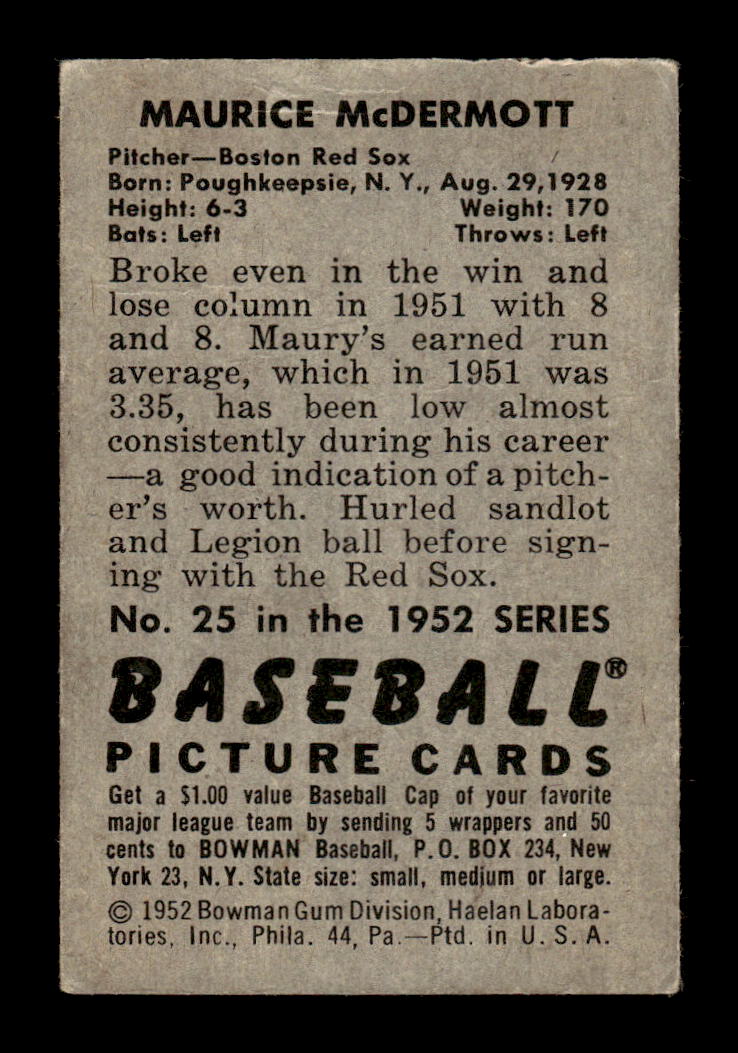 MAURICE McDERMOTT
Pitcher—Boston Red Sox
Born: Poughkeepsie, N. Y., Aug. 29, 1928
Height: 6-3 Weight: 170
Bats: Left Throws: Left
Broke even in the win and
lose column in 1951 with 8
and 8. Maury's earned run
average, which in 1951 was
3.35, has been low almost
consistently during his career
—a good indication of a pitch-
er's worth. Hurled sandlot
and Legion ball before sign-
ing with the Red Sox.
No. 25 in the 1952 SERIES
BASEBALL®
PICTURE CARDS
Get a $1.00 value Baseball Cap of your favorite
major league team by sending 5 wrappers and 50
cents to BOWMAN Baseball, P.O. BOX 234, New
York 23, N.Y. State size: small, medium or large.
© 1952 Bowman Gum Division, Haelan Labora-
tories, Inc., Phila. 44, Pa.—Ptd. in U. S. A.